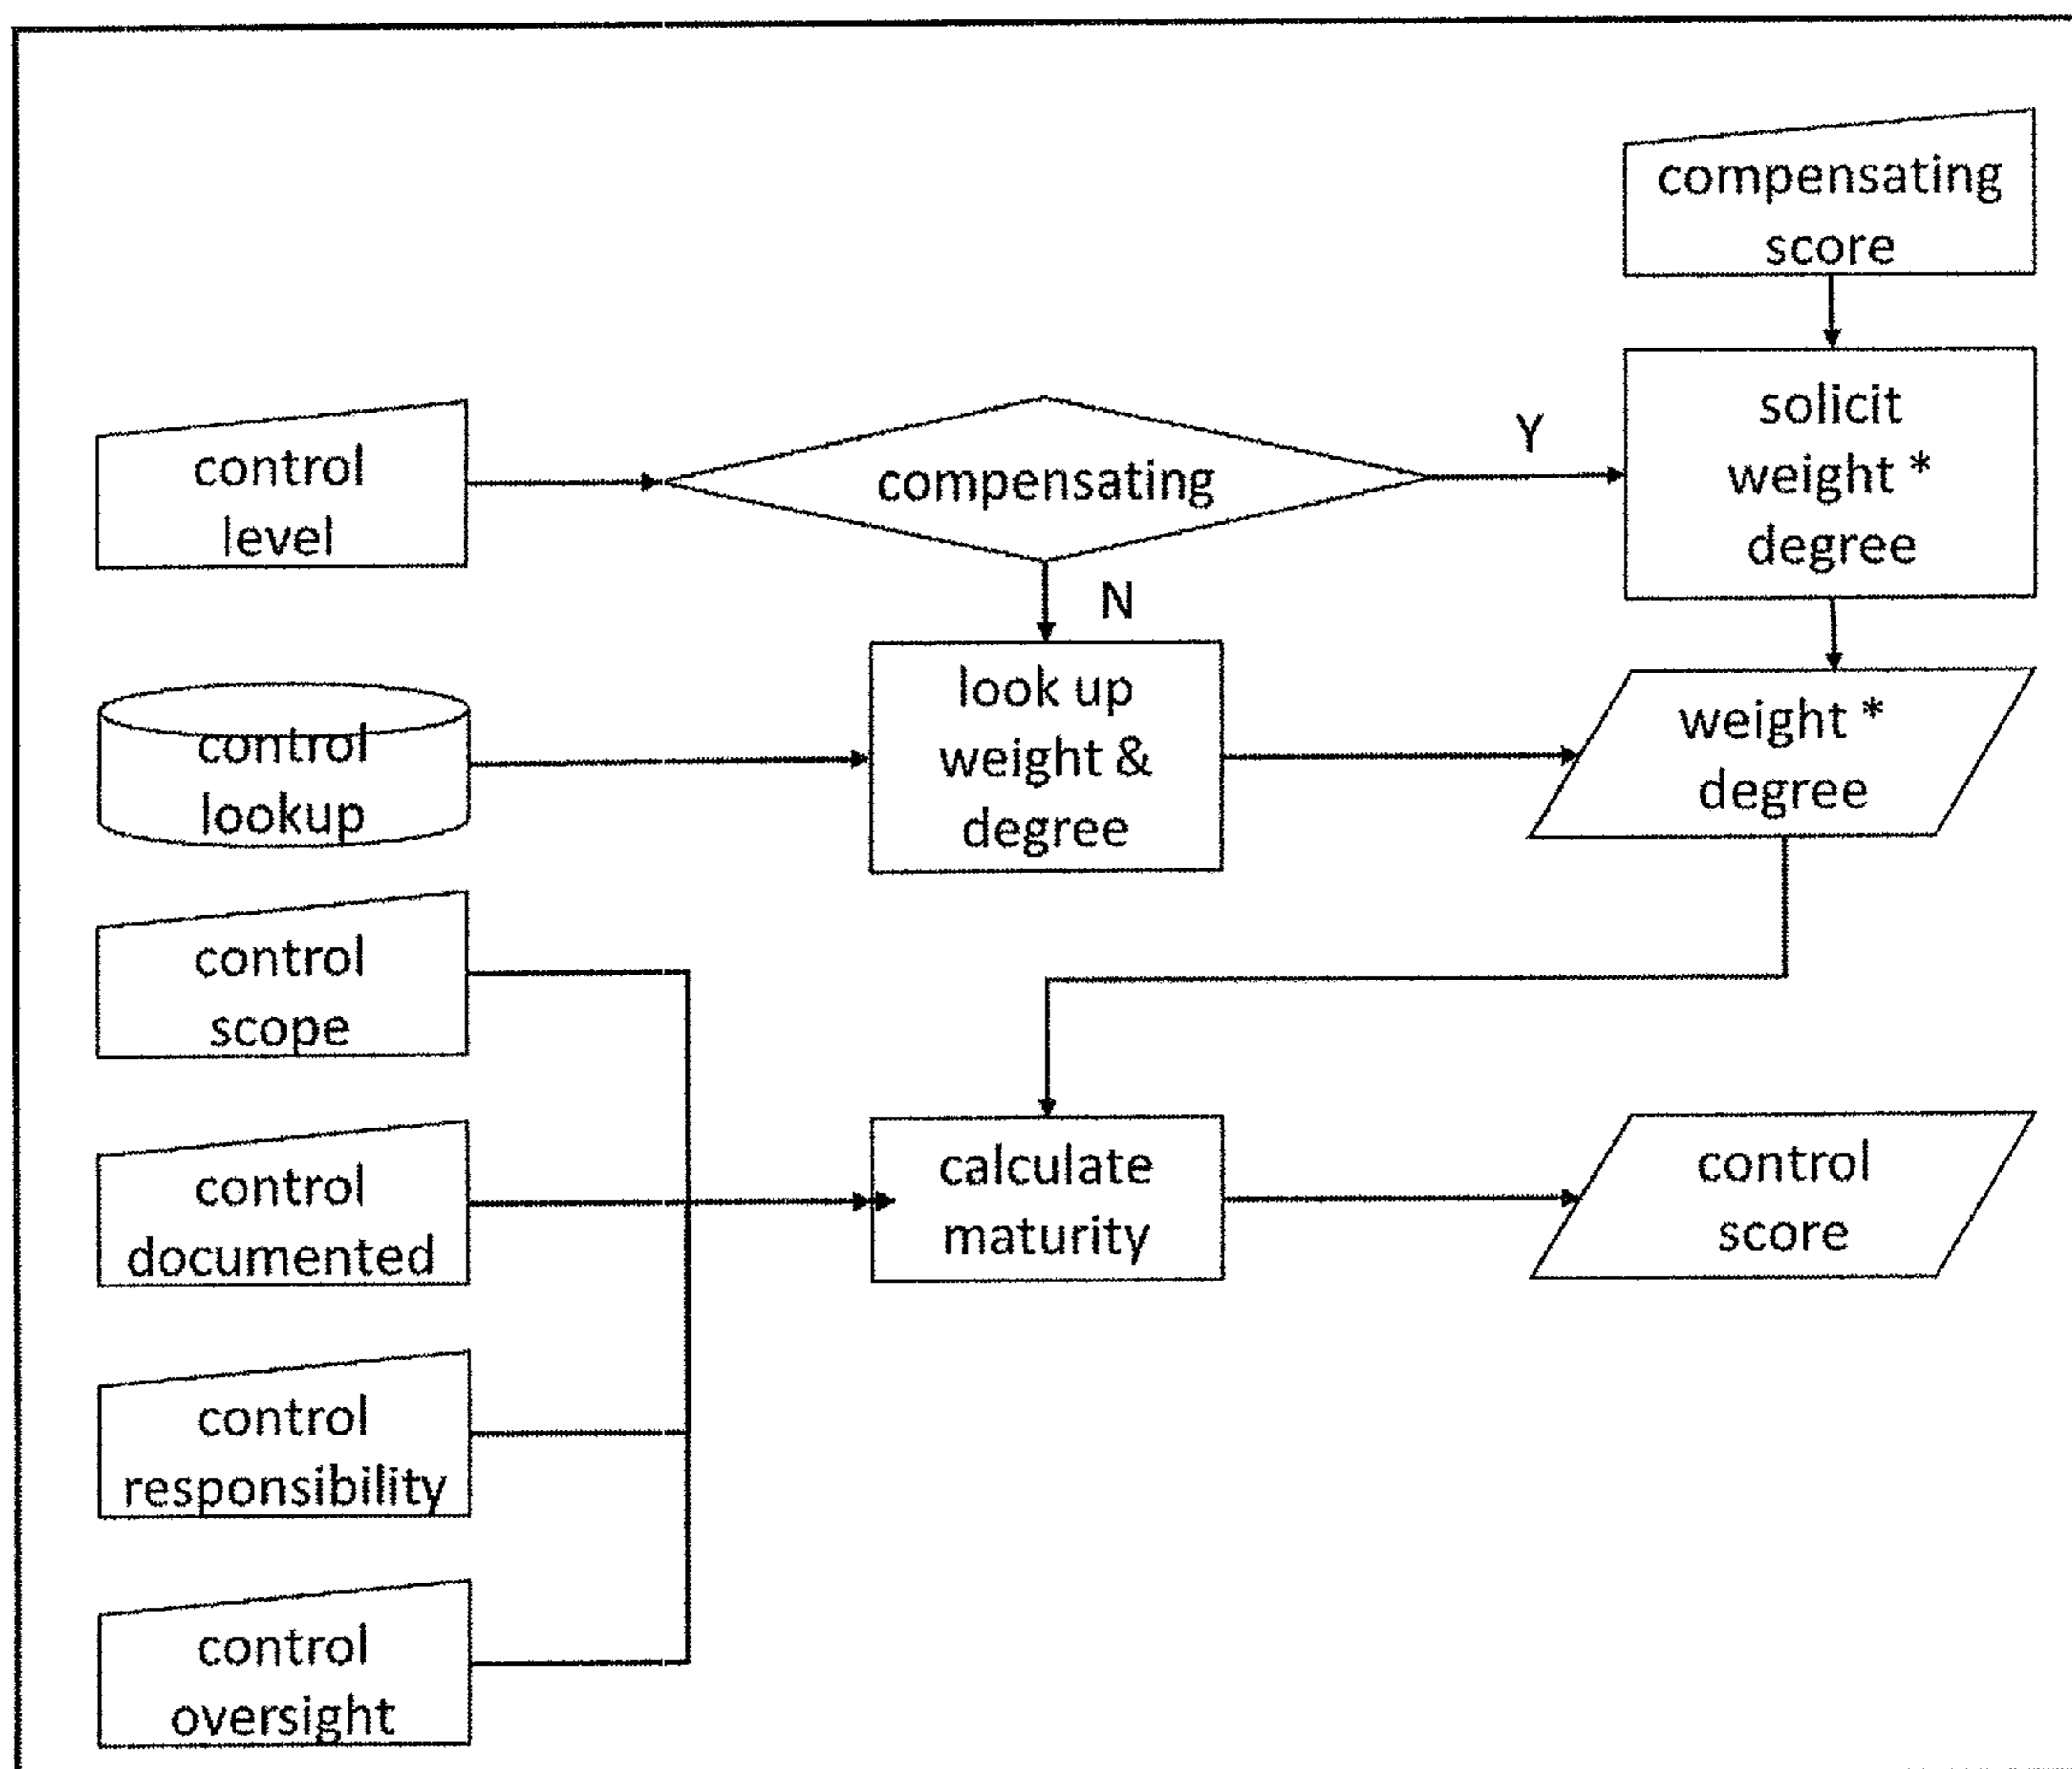 compensating
score
control
level
compensating
Y
solicit
weight *
degree
N
control
lookup
look up
weight &
degree
weight *
degree
control
scope
control
documented
calculate
maturity
control
score
control
responsibility
control
oversight